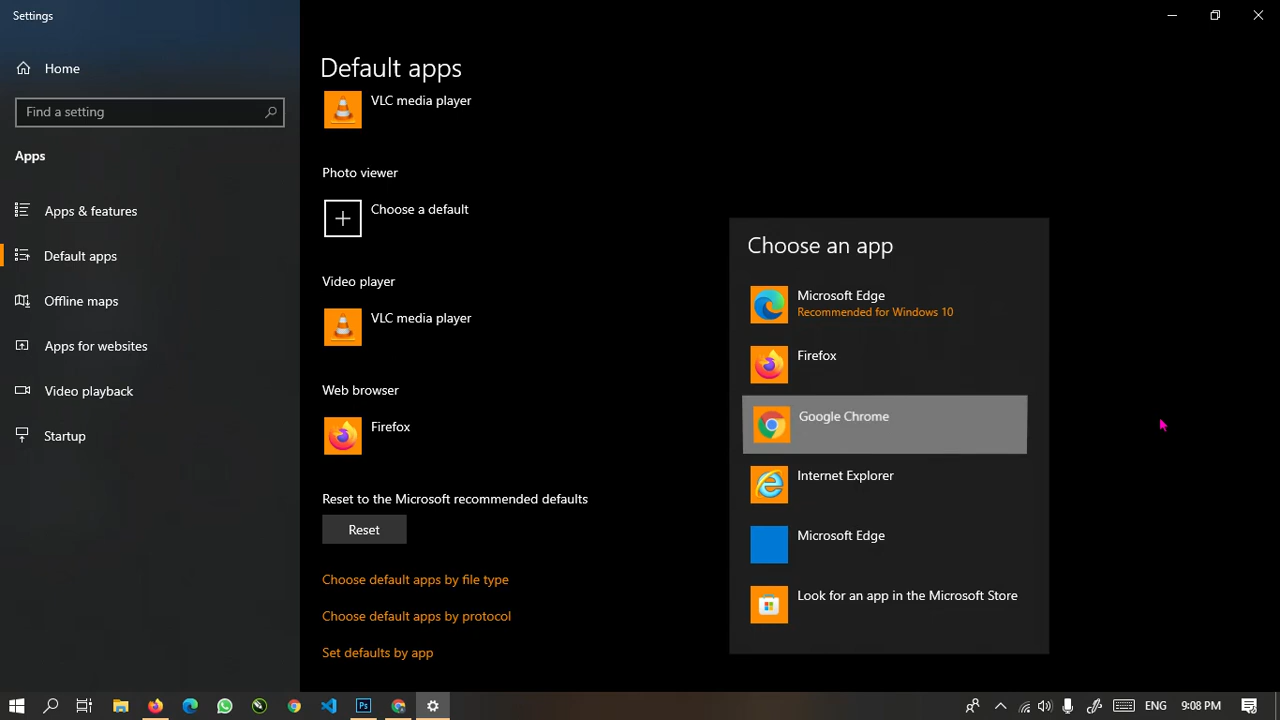 Settings
Home
Find a setting
Apps
Apps & features
Default apps
Offline maps
Apps for websites
Video playback
Startup
Default apps
VLC media player
Photo viewer
Choose a default
Video player
VLC media player
Web browser
Firefox
Reset to the Microsoft recommended defaults
Reset
Choose default apps by file type
Choose default apps by protocol
Set defaults by app
Choose an app
Microsoft Edge
Recommended for Windows 10
Firefox
Google Chrome
Internet Explorer
Microsoft Edge
Look for an app in the Microsoft Store
Ps
ENG
9:08 PM